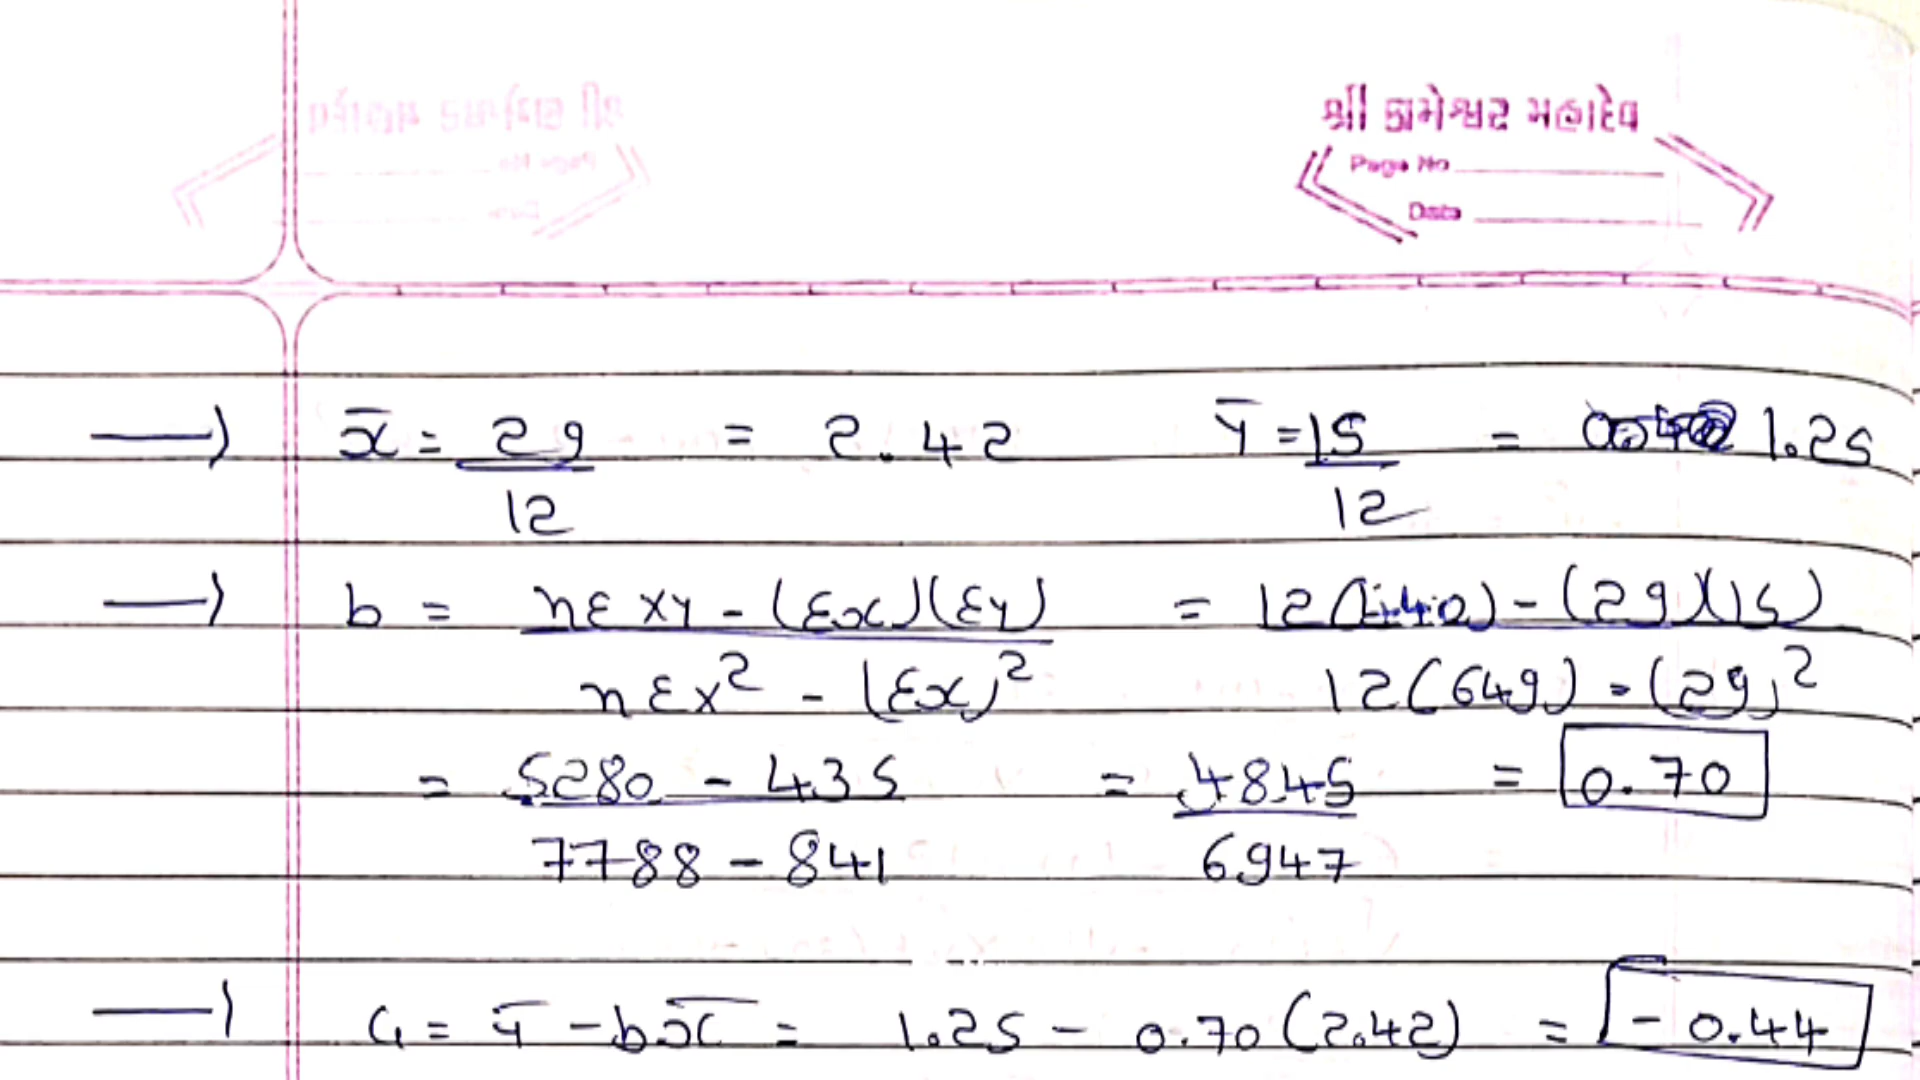 શ્રી કામેશ્વર મહાદેવ
Page No
Date
→ x̄ = 29/12 = 2.42 ȳ = 15/12 = 1.25
→ b = nΣxy - (Σx)(Σy) / nΣx² - (Σx)² = 12(440) - (29)(15) / 12(649) - (29)²
= 5280 - 435 / 7788 - 841 = 4845 / 6947 = 0.70
→ a = ȳ - bx̄ = 1.25 - 0.70(2.42) = -0.44